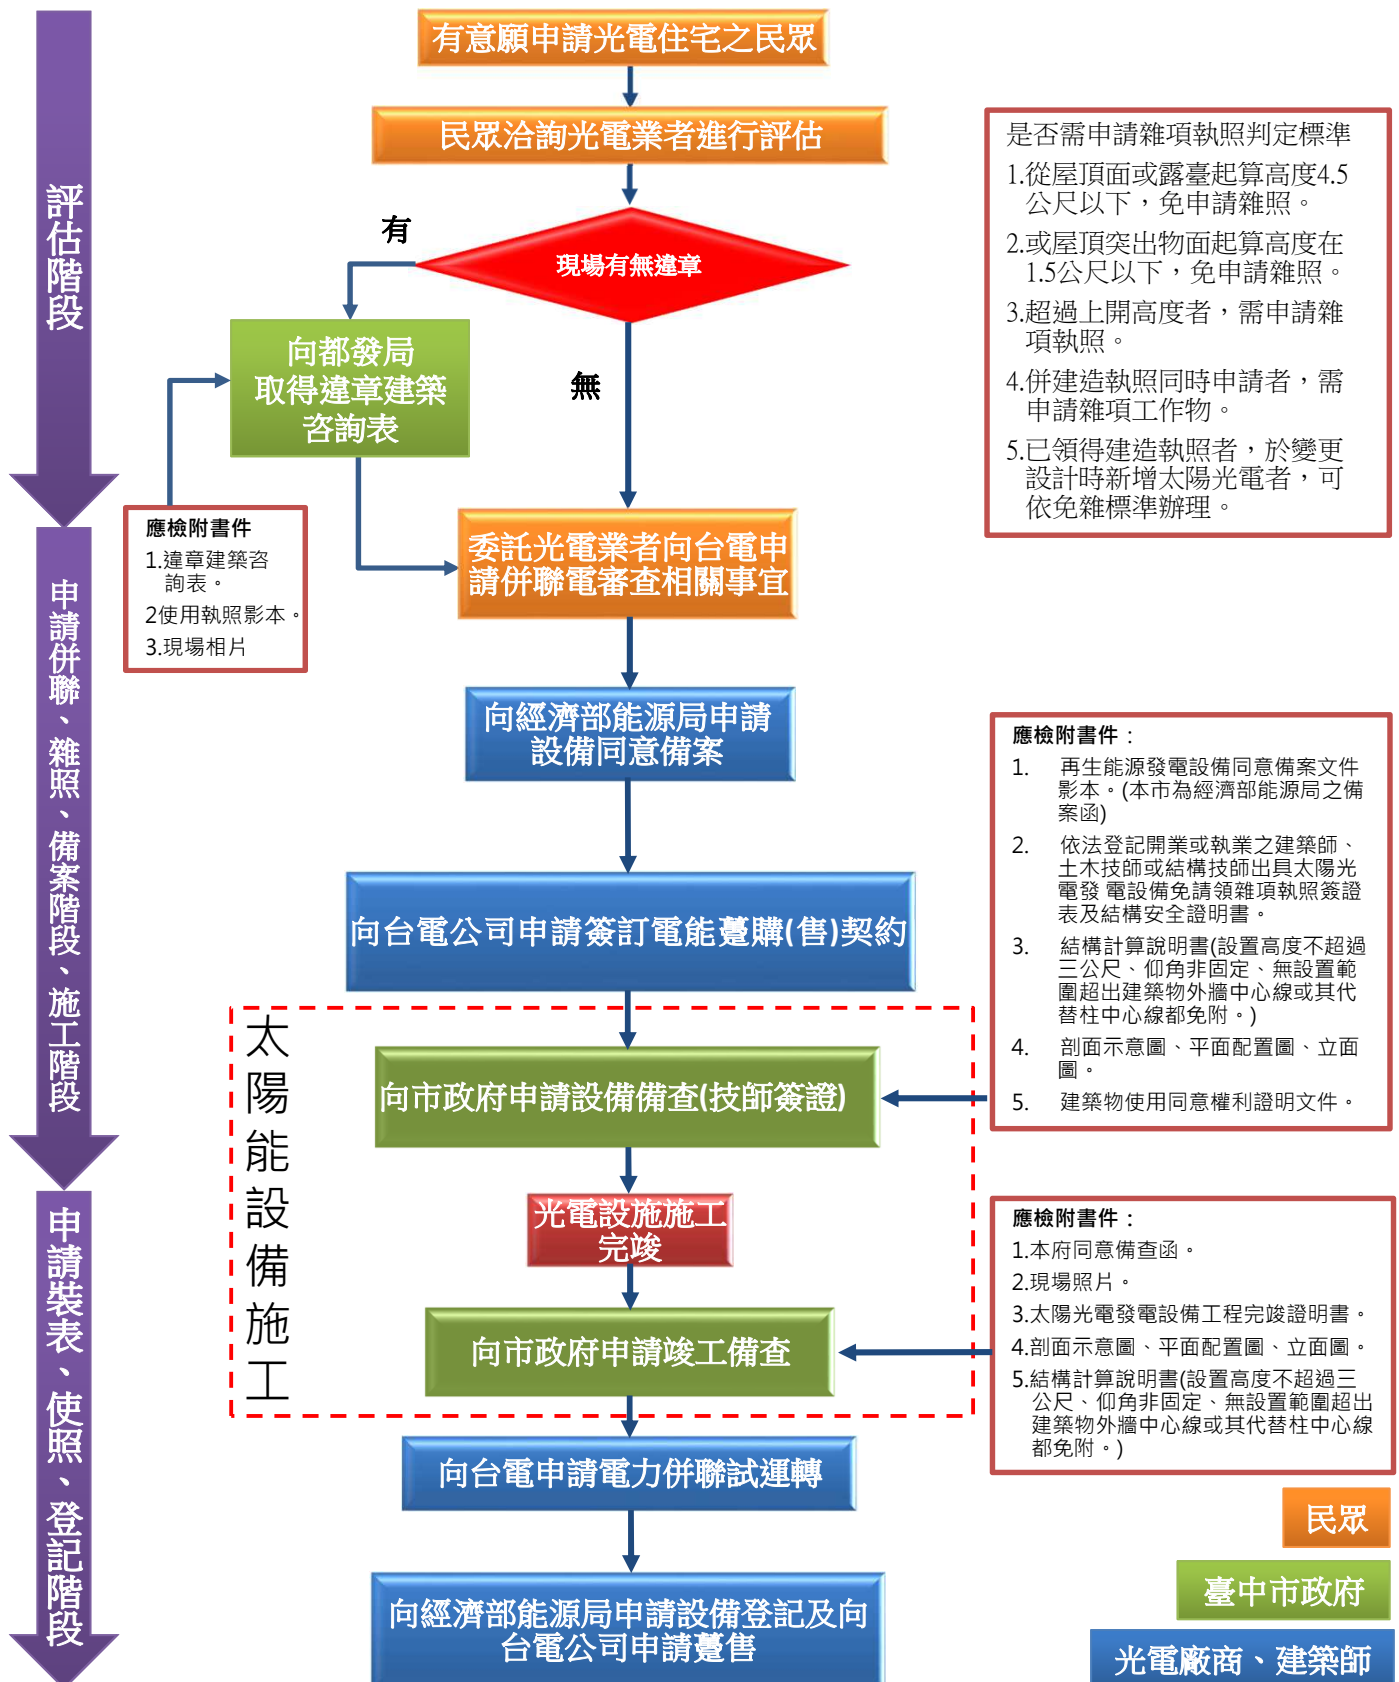 有意願申請光電住宅之民眾
民眾洽詢光電業者進行評估
現場有無違章
有
無
向都發局
取得違章建築
咨詢表
應檢附書件
1.違章建築咨
詢表。
2使用執照影本。
3.現場相片
委託光電業者向台電申
請併聯電審查相關事宜
向經濟部能源局申請
設備同意備案
向台電公司申請簽訂電能躉購(售)契約
太陽能設備施工
向市政府申請設備備查(技師簽證)
光電設施施工
完竣
向市政府申請竣工備查
向台電申請電力併聯試運轉
向經濟部能源局申請設備登記及向
台電公司申請躉售
評估階段
申請併聯、雜照、備案階段、施工階段
申請裝表、使照、登記階段
是否需申請雜項執照判定標準
1.從屋頂面或露臺起算高度4.5
公尺以下，免申請雜照。
2.或屋頂突出物面起算高度在
1.5公尺以下，免申請雜照。
3.超過上開高度者，需申請雜
項執照。
4.併建造執照同時申請者，需
申請雜項工作物。
5.已領得建造執照者，於變更
設計時新增太陽光電者，可
依免雜標準辦理。
應檢附書件：
1. 再生能源發電設備同意備案文件
影本。(本市為經濟部能源局之備
案函)
2. 依法登記開業或執業之建築師、
土木技師或結構技師出具太陽光
電發 電設備免請領雜項執照簽證
表及結構安全證明書。
3. 結構計算說明書(設置高度不超過
三公尺、仰角非固定、無設置範
圍超出建築物外牆中心線或其代
替柱中心線都免附。)
4. 剖面示意圖、平面配置圖、立面
圖。
5. 建築物使用同意權利證明文件。
應檢附書件：
1.本府同意備查函。
2.現場照片。
3.太陽光電發電設備工程完竣證明書。
4.剖面示意圖、平面配置圖、立面圖。
5.結構計算說明書(設置高度不超過三
公尺、仰角非固定、無設置範圍超出
建築物外牆中心線或其代替柱中心線
都免附。)
民眾
臺中市政府
光電廠商、建築師